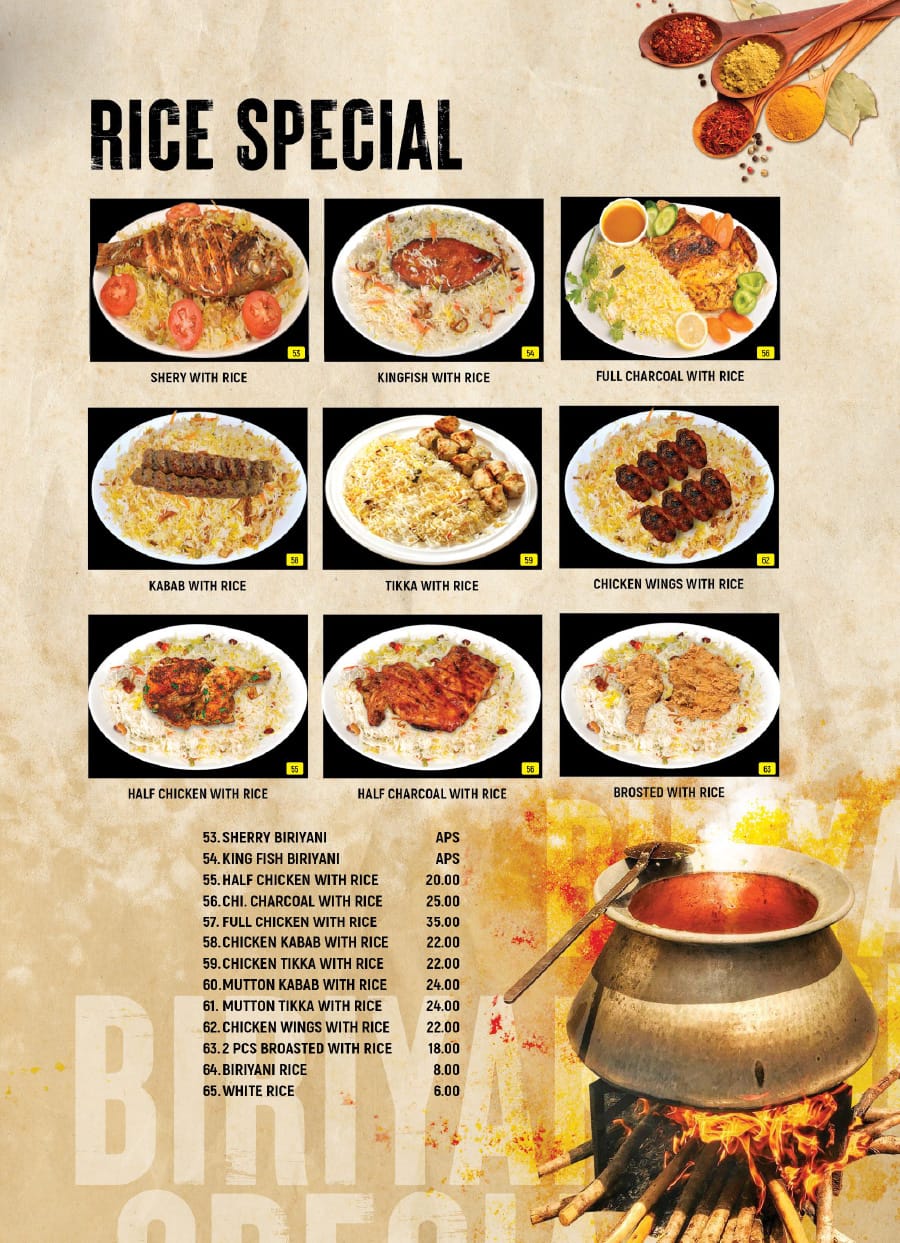 RICE SPECIAL
53
54
56
SHERY WITH RICE
KINGFISH WITH RICE
FULL CHARCOAL WITH RICE
58
59
62
KABAB WITH RICE
TIKKA WITH RICE
CHICKEN WINGS WITH RICE
55
56
63
HALF CHICKEN WITH RICE
HALF CHARCOAL WITH RICE
BROSTED WITH RICE
53. SHERRY BIRIYANI APS
54. KING FISH BIRIYANI APS
55. HALF CHICKEN WITH RICE 20.00
56. CHI. CHARCOAL WITH RICE 25.00
57. FULL CHICKEN WITH RICE 35.00
58. CHICKEN KABAB WITH RICE 22.00
59. CHICKEN TIKKA WITH RICE 22.00
60. MUTTON KABAB WITH RICE 24.00
61. MUTTON TIKKA WITH RICE 24.00
62. CHICKEN WINGS WITH RICE 22.00
63. 2 PCS BROASTED WITH RICE 18.00
64. BIRIYANI RICE 8.00
65. WHITE RICE 6.00